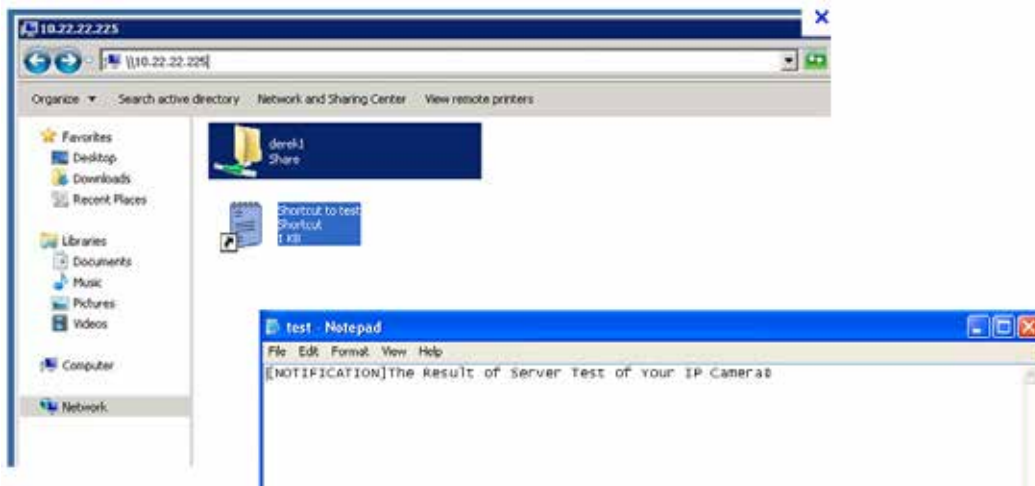 10.22.22.225
\\10.22.22.225
Organize Search active directory Network and Sharing Center View remote printers
Favorites
Desktop
Downloads
Recent Places
Libraries
Documents
Music
Pictures
Videos
Computer
Network
derek1
Share
Shortcut to test
Shortcut
1 KB
test - Notepad
File Edit Format View Help
[NOTIFICATION]The Result of Server Test of Your IP Camera